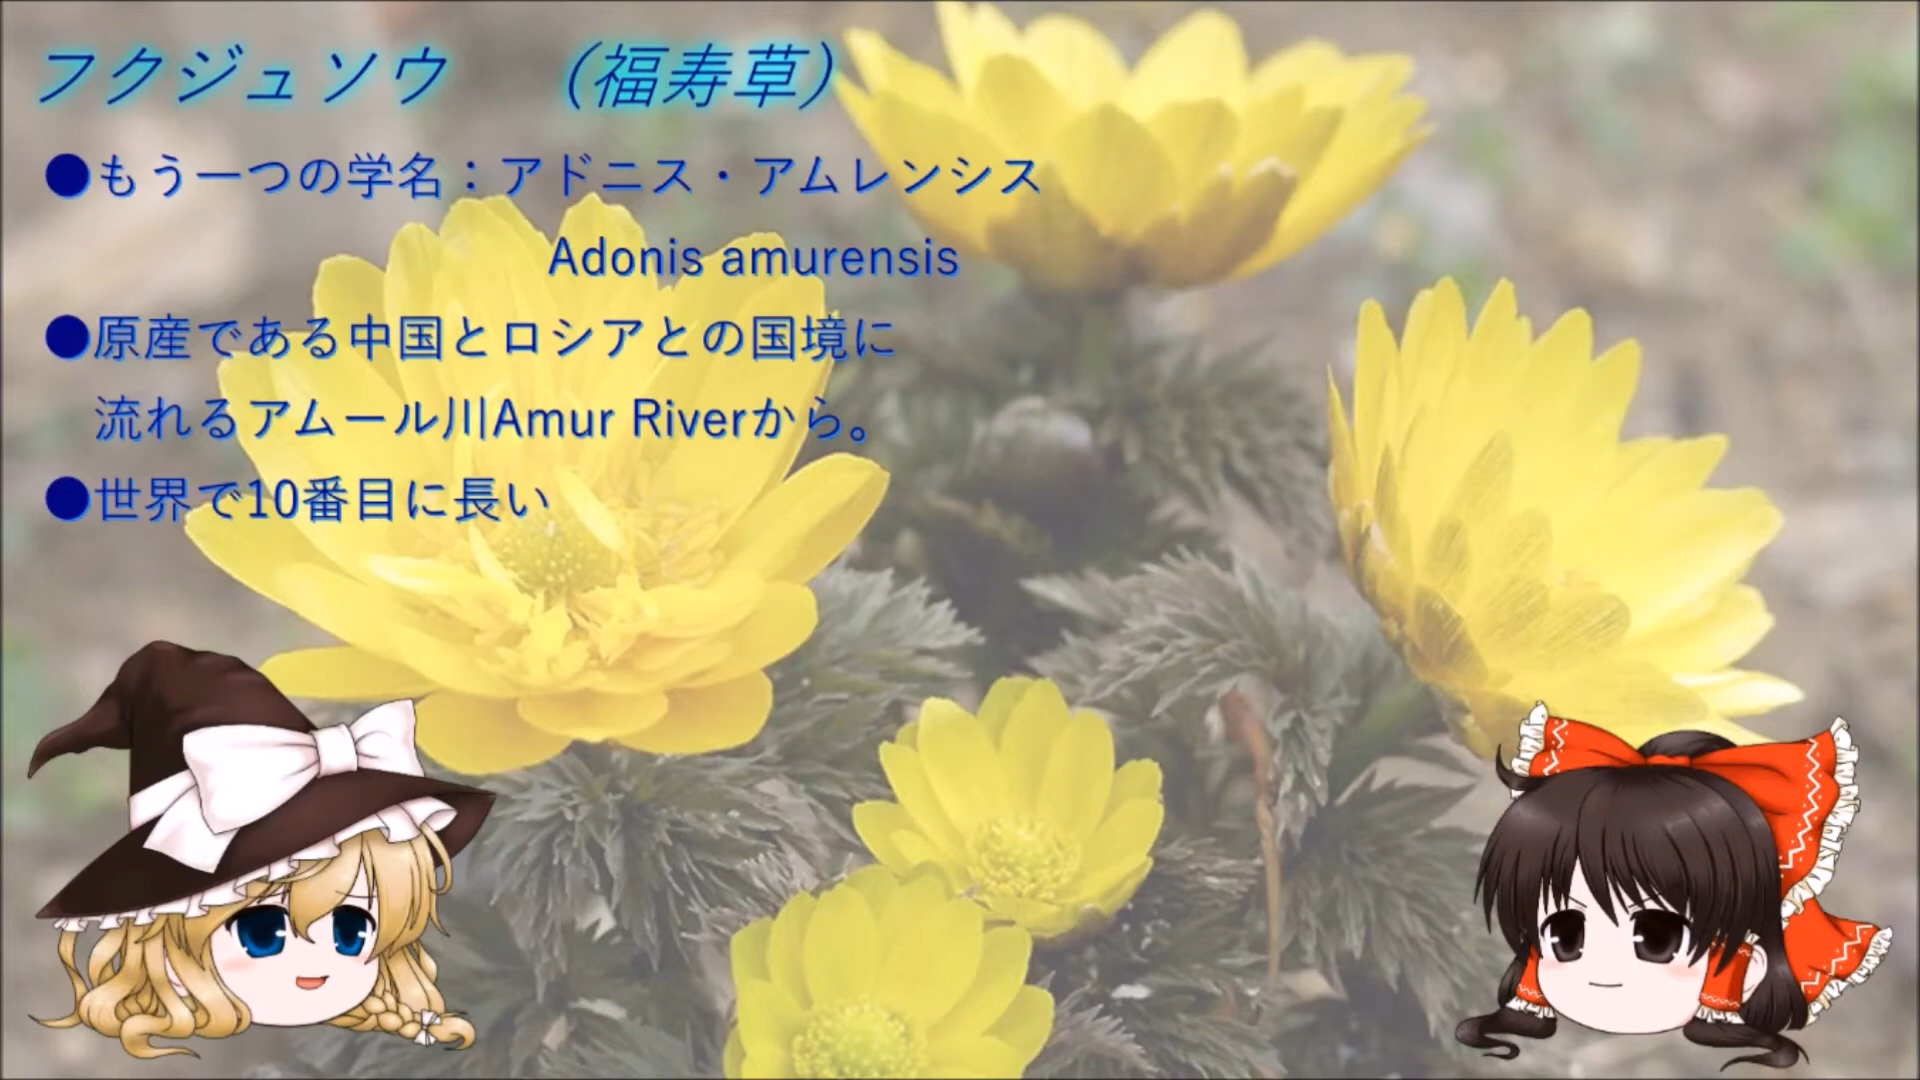 フクジュソウ　（福寿草）
●もう一つの学名：アドニス・アムレンシス
Adonis amurensis
●原産である中国とロシアとの国境に
流れるアムール川Amur Riverから。
●世界で10番目に長い